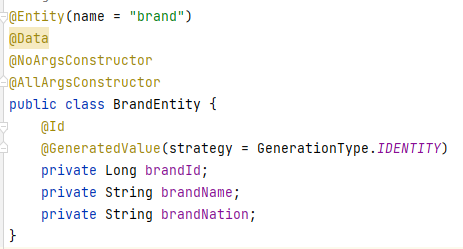 @Entity(name = "brand")
@Data
@NoArgsConstructor
@AllArgsConstructor
public class BrandEntity {
@Id
@GeneratedValue(strategy = GenerationType.IDENTITY)
private Long brandId;
private String brandName;
private String brandNation;
}